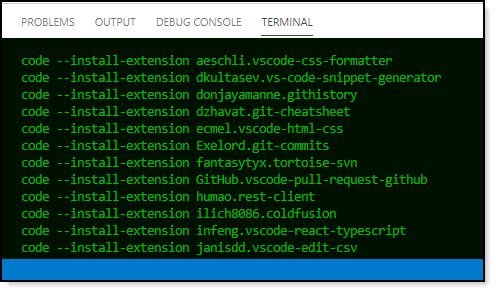 PROBLEMS OUTPUT DEBUG CONSOLE TERMINAL
code --install-extension aeschli.vscode-css-formatter
code --install-extension dkultasev.vs-code-snippet-generator
code --install-extension donjayamanne.githistory
code --install-extension dzhavat.git-cheatsheet
code --install-extension ecmel.vscode-html-css
code --install-extension Exelord.git-commits
code --install-extension fantasytyx.tortoise-svn
code --install-extension GitHub.vscode-pull-request-github
code --install-extension humao.rest-client
code --install-extension ilich8086.coldfusion
code --install-extension infeng.vscode-react-typescript
code --install-extension janisdd.vscode-edit-csv